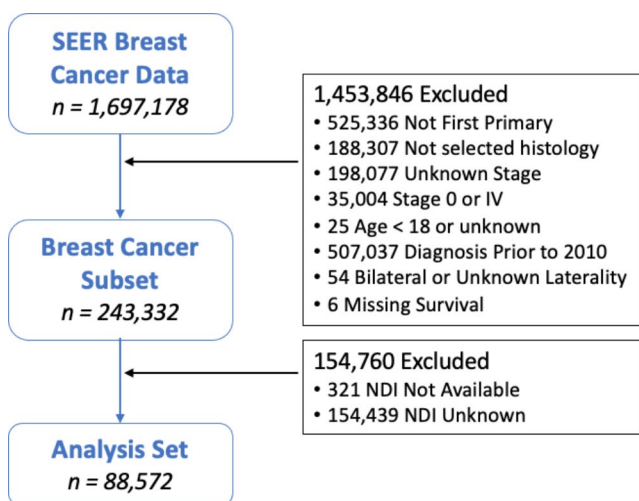 SEER Breast
Cancer Data
n = 1,697,178
1,453,846 Excluded
• 525,336 Not First Primary
• 188,307 Not selected histology
• 198,077 Unknown Stage
• 35,004 Stage 0 or IV
• 25 Age < 18 or unknown
• 507,037 Diagnosis Prior to 2010
• 54 Bilateral or Unknown Laterality
• 6 Missing Survival
Breast Cancer
Subset
n = 243,332
154,760 Excluded
• 321 NDI Not Available
• 154,439 NDI Unknown
Analysis Set
n = 88,572